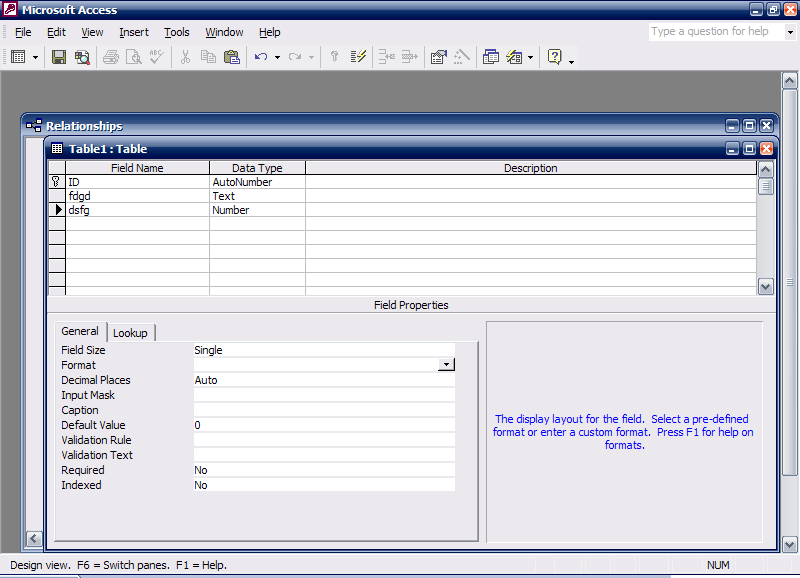 Microsoft Access
File Edit View Insert Tools Window Help
Type a question for help
Relationships
Table1 : Table
Field Name Data Type Description
ID AutoNumber
fdgd Text
dsfg Number
Field Properties
General Lookup
Field Size Single
Format
Decimal Places Auto
Input Mask
Caption
Default Value 0
Validation Rule
Validation Text
Required No
Indexed No
The display layout for the field.  Select a pre-defined
format or enter a custom format.  Press F1 for help on
formats.
Design view.  F6 = Switch panes.  F1 = Help.
NUM